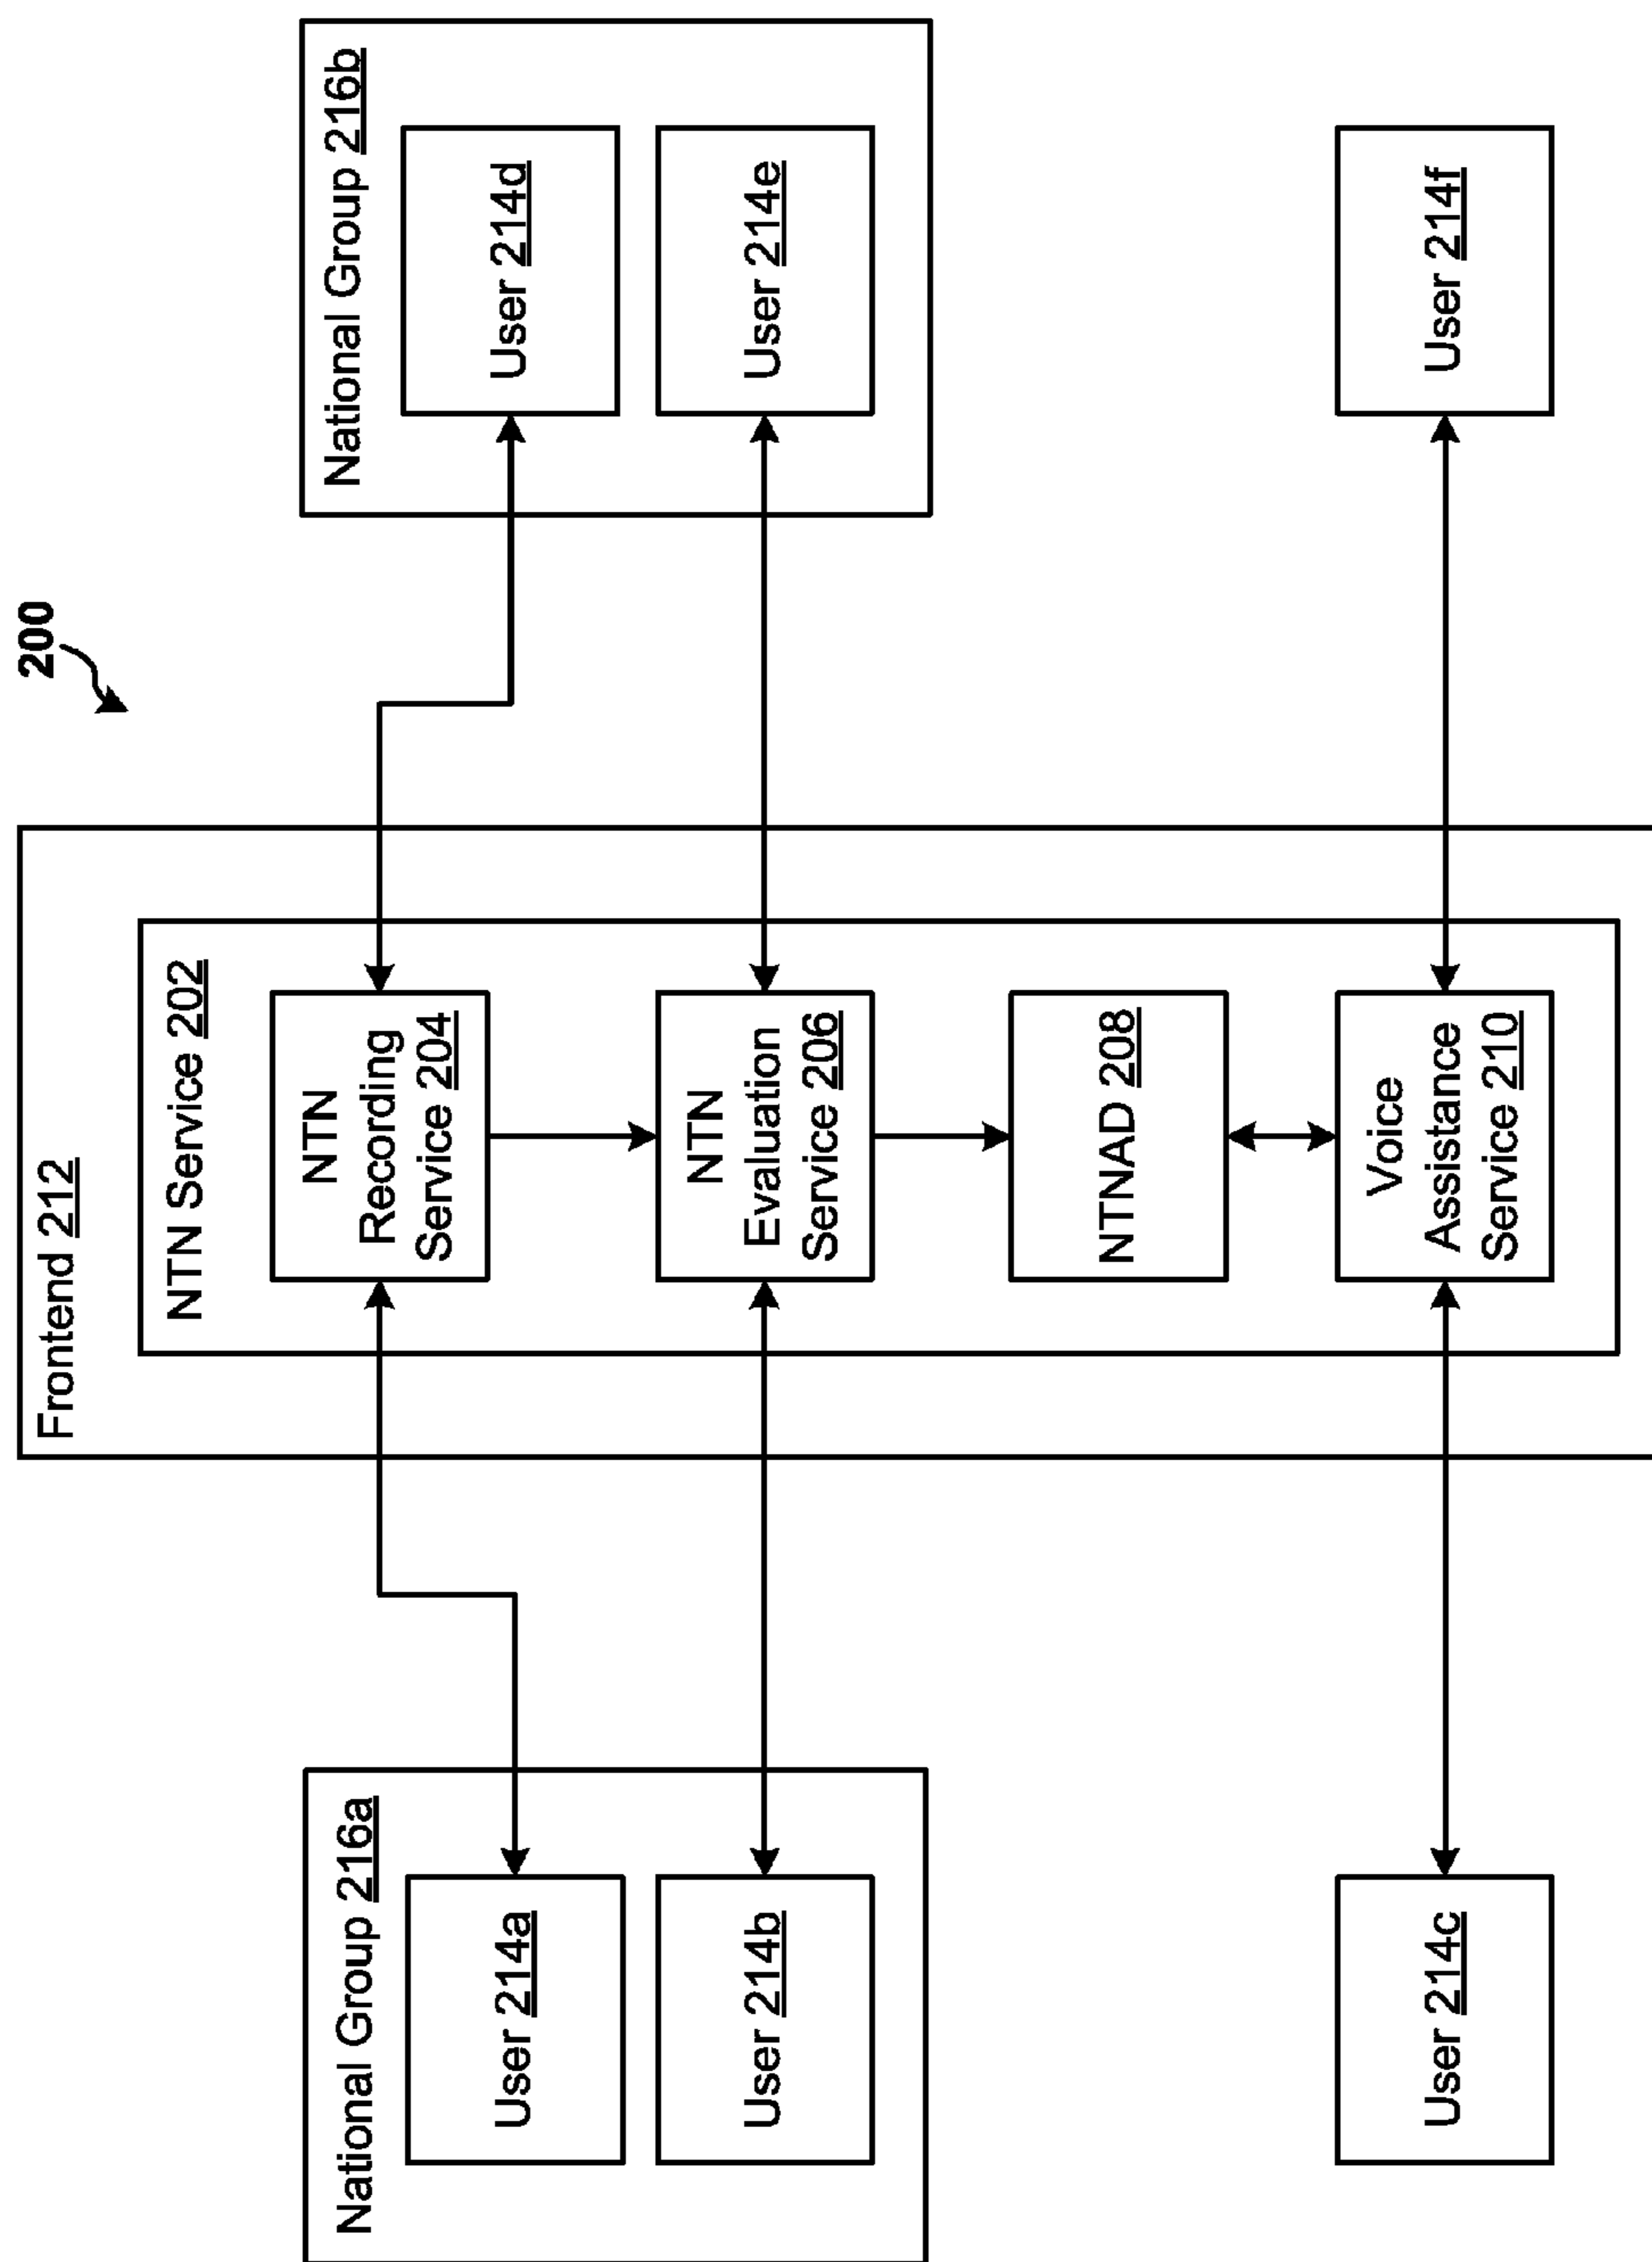 200
Frontend 212
NTN Service 202
National Group 216a
National Group 216b
NTN
Recording
Service 204
User 214a
User 214d
NTN
Evaluation
Service 206
User 214b
User 214e
NTNAD 208
Voice
Assistance
Service 210
User 214c
User 214f